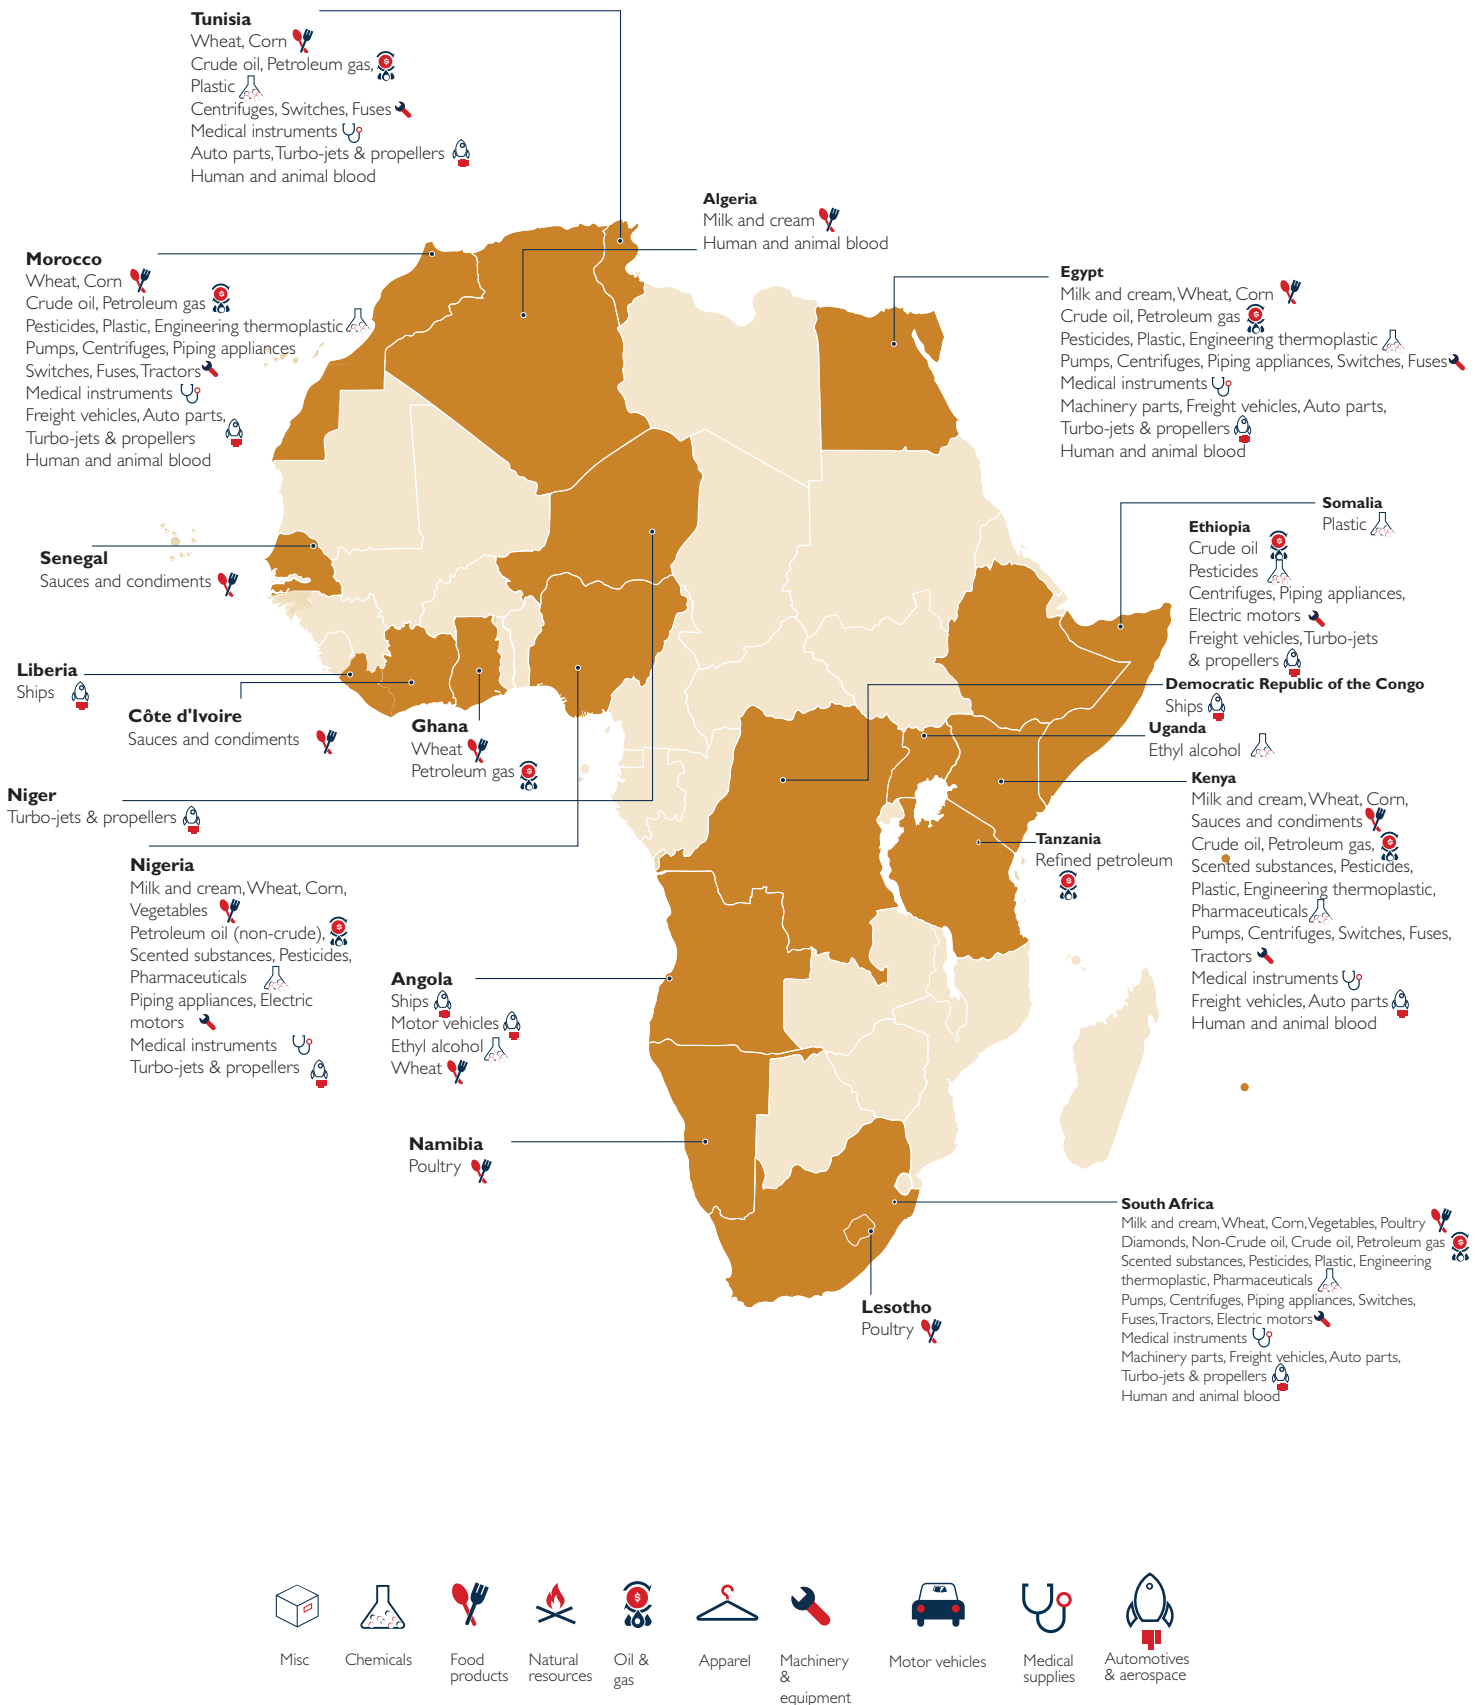 Tunisia
Wheat, Corn
Crude oil, Petroleum gas,
Plastic
Centrifuges, Switches, Fuses
Medical instruments
Auto parts, Turbo-jets & propellers
Human and animal blood
Algeria
Milk and cream
Human and animal blood
Morocco
Wheat, Corn
Crude oil, Petroleum gas
Pesticides, Plastic, Engineering thermoplastic
Pumps, Centrifuges, Piping appliances
Switches, Fuses, Tractors
Medical instruments
Freight vehicles, Auto parts,
Turbo-jets & propellers
Human and animal blood
Egypt
Milk and cream, Wheat, Corn
Crude oil, Petroleum gas
Pesticides, Plastic, Engineering thermoplastic
Pumps, Centrifuges, Piping appliances, Switches, Fuses
Medical instruments
Machinery parts, Freight vehicles, Auto parts,
Turbo-jets & propellers
Human and animal blood
Somalia
Plastic
Ethiopia
Crude oil
Pesticides
Centrifuges, Piping appliances,
Electric motors
Freight vehicles, Turbo-jets
& propellers
Senegal
Sauces and condiments
Liberia
Ships
Côte d'Ivoire
Sauces and condiments
Ghana
Wheat
Petroleum gas
Democratic Republic of the Congo
Ships
Uganda
Ethyl alcohol
Niger
Turbo-jets & propellers
Kenya
Milk and cream, Wheat, Corn,
Sauces and condiments
Crude oil, Petroleum gas,
Scented substances, Pesticides,
Plastic, Engineering thermoplastic,
Pharmaceuticals
Pumps, Centrifuges, Switches, Fuses,
Tractors
Medical instruments
Freight vehicles, Auto parts
Human and animal blood
Tanzania
Refined petroleum
Nigeria
Milk and cream, Wheat, Corn,
Vegetables
Petroleum oil (non-crude),
Scented substances, Pesticides,
Pharmaceuticals
Piping appliances, Electric
motors
Medical instruments
Turbo-jets & propellers
Angola
Ships
Motor vehicles
Ethyl alcohol
Wheat
Namibia
Poultry
South Africa
Milk and cream, Wheat, Corn, Vegetables, Poultry
Diamonds, Non-Crude oil, Crude oil, Petroleum gas
Scented substances, Pesticides, Plastic, Engineering
thermoplastic, Pharmaceuticals
Pumps, Centrifuges, Piping appliances, Switches,
Fuses, Tractors, Electric motors
Medical instruments
Machinery parts, Freight vehicles, Auto parts,
Turbo-jets & propellers
Human and animal blood
Lesotho
Poultry
Misc
Chemicals
Food
products
Natural
resources
Oil &
gas
Apparel
Machinery
&
equipment
Motor vehicles
Medical
supplies
Automotives
& aerospace